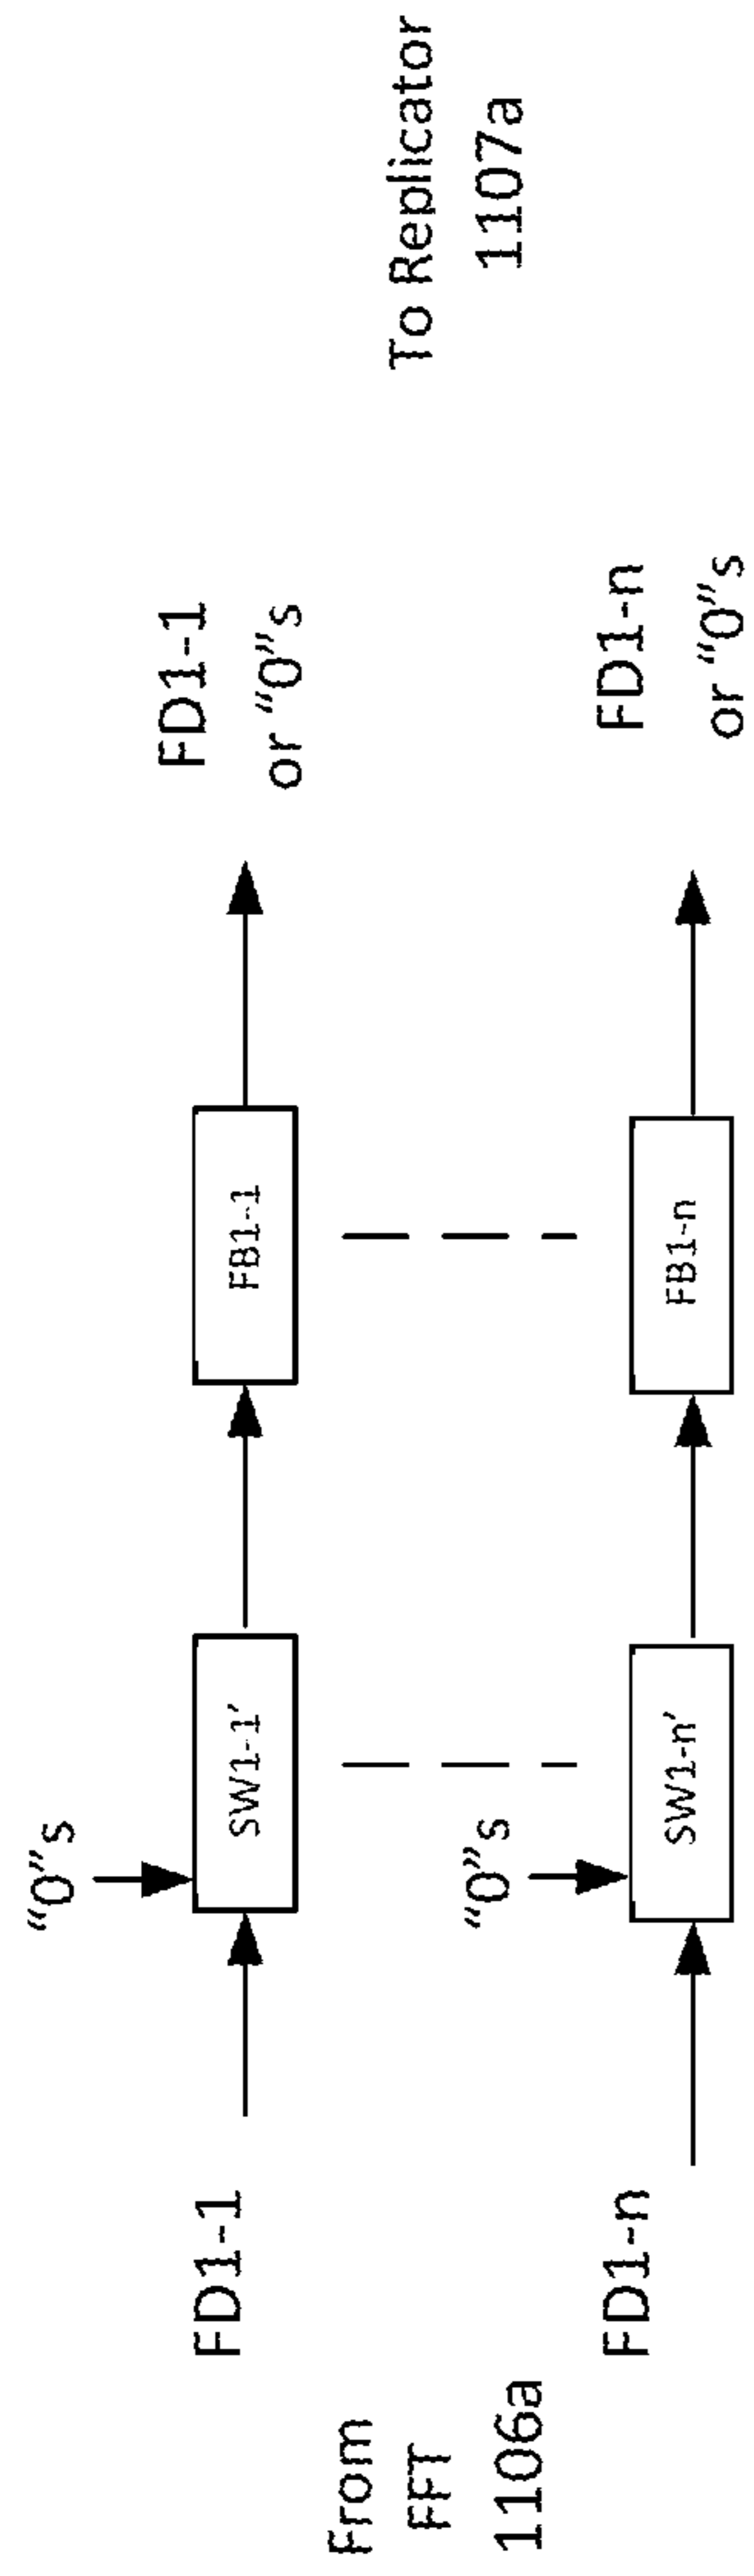 “0”s
FD1-1
SW1-1’
FB1-1
FD1-1
or “0”s
From
FFT
1106a
To Replicator
1107a
“0”s
FD1-n
SW1-n’
FB1-n
FD1-n
or “0”s